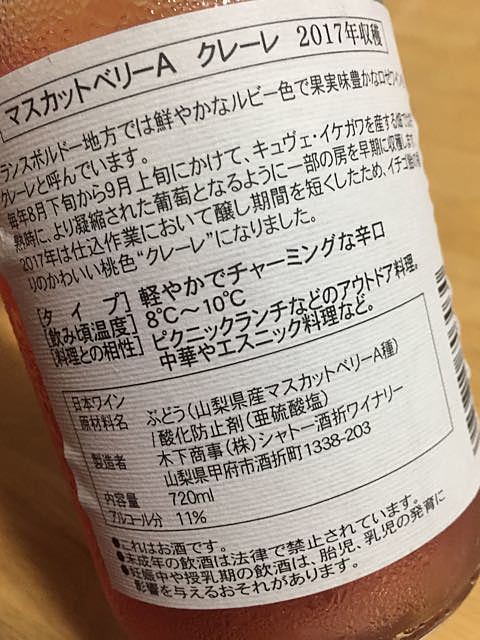 マスカットベリーA クレーレ 2017年収穫
ランスボルドー地方では鮮やかなルビー色で果実味豊かなロゼワイン
クレーレと呼んでいます。
毎年8月下旬から9月上旬にかけて、キュヴェ・イケガワを産する畑では
熟時に、より凝縮された葡萄となるように一部の房を早期に収穫します
2017年は仕込作業において醸し期間を短くしたため、イチゴ
りのかわいい桃色“クレーレ”になりました。
[タイプ] 軽やかでチャーミングな辛口
[飲み頃温度] 8℃～10℃
[料理との相性] ピクニックランチなどのアウトドア料理。
中華やエスニック料理など。
日本ワイン
原材料名 ぶどう(山梨県産マスカットベリーA種)
/酸化防止剤(亜硫酸塩)
製造者 木下商事(株)シャトー酒折ワイナリー
山梨県甲府市酒折町1338-203
内容量 720ml
アルコール分 11%
●これはお酒です。
●未成年の飲酒は法律で禁止されています。
●妊娠中や授乳期の飲酒は、胎児、乳児の発育に
影響を与えるおそれがあります。